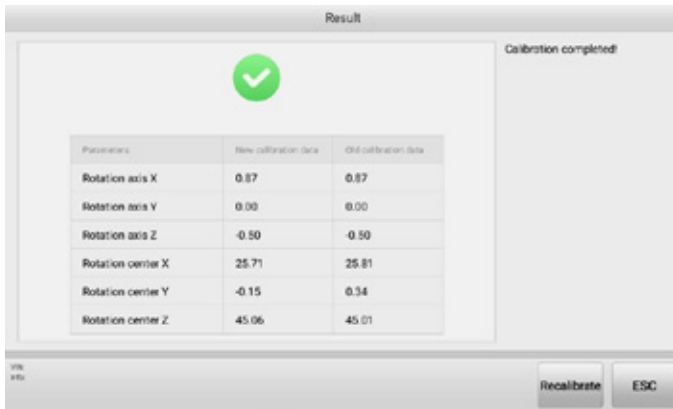 Result
Calibration completed!
Parameters New calibration data Old calibration data
Rotation axis X 0.87 0.87
Rotation axis Y 0.00 0.00
Rotation axis Z -0.50 -0.50
Rotation center X 25.71 25.81
Rotation center Y -0.15 0.34
Rotation center Z 45.06 45.01
VIN:
Recalibrate ESC